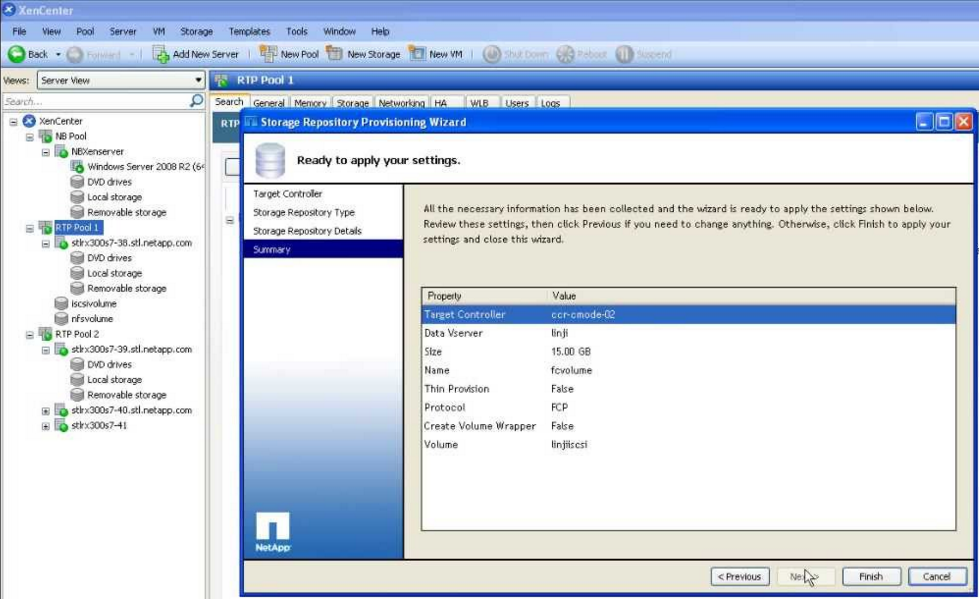 XenCenter
File View Pool Server VM Storage Templates Tools Window Help
Back Forward Add New Server New Pool New Storage New VM Shut Down Reboot Suspend
Views: Server View
RTP Pool 1
Search...
Search General Memory Storage Networking HA WLB Users Logs
XenCenter
NB Pool
NBXenserver
Windows Server 2008 R2 (64
DVD drives
Local storage
Removable storage
RTP Pool 1
stlrx300s7-38.stl.netapp.com
DVD drives
Local storage
Removable storage
iscsivolume
nfsvolume
RTP Pool 2
stlrx300s7-39.stl.netapp.com
DVD drives
Local storage
Removable storage
stlrx300s7-40.stl.netapp.com
stlrx300s7-41
RTP
Storage Repository Provisioning Wizard
Ready to apply your settings.
Target Controller
Storage Repository Type
Storage Repository Details
Summary
NetApp
All the necessary information has been collected and the wizard is ready to apply the settings shown below.
Review these settings, then click Previous if you need to change anything. Otherwise, click Finish to apply your
settings and close this wizard.
Property Value
Target Controller ccr-cmode-02
Data Vserver linji
Size 15.00 GB
Name fcvolume
Thin Provision False
Protocol FCP
Create Volume Wrapper False
Volume linjiiscsi
< Previous Finish Cancel